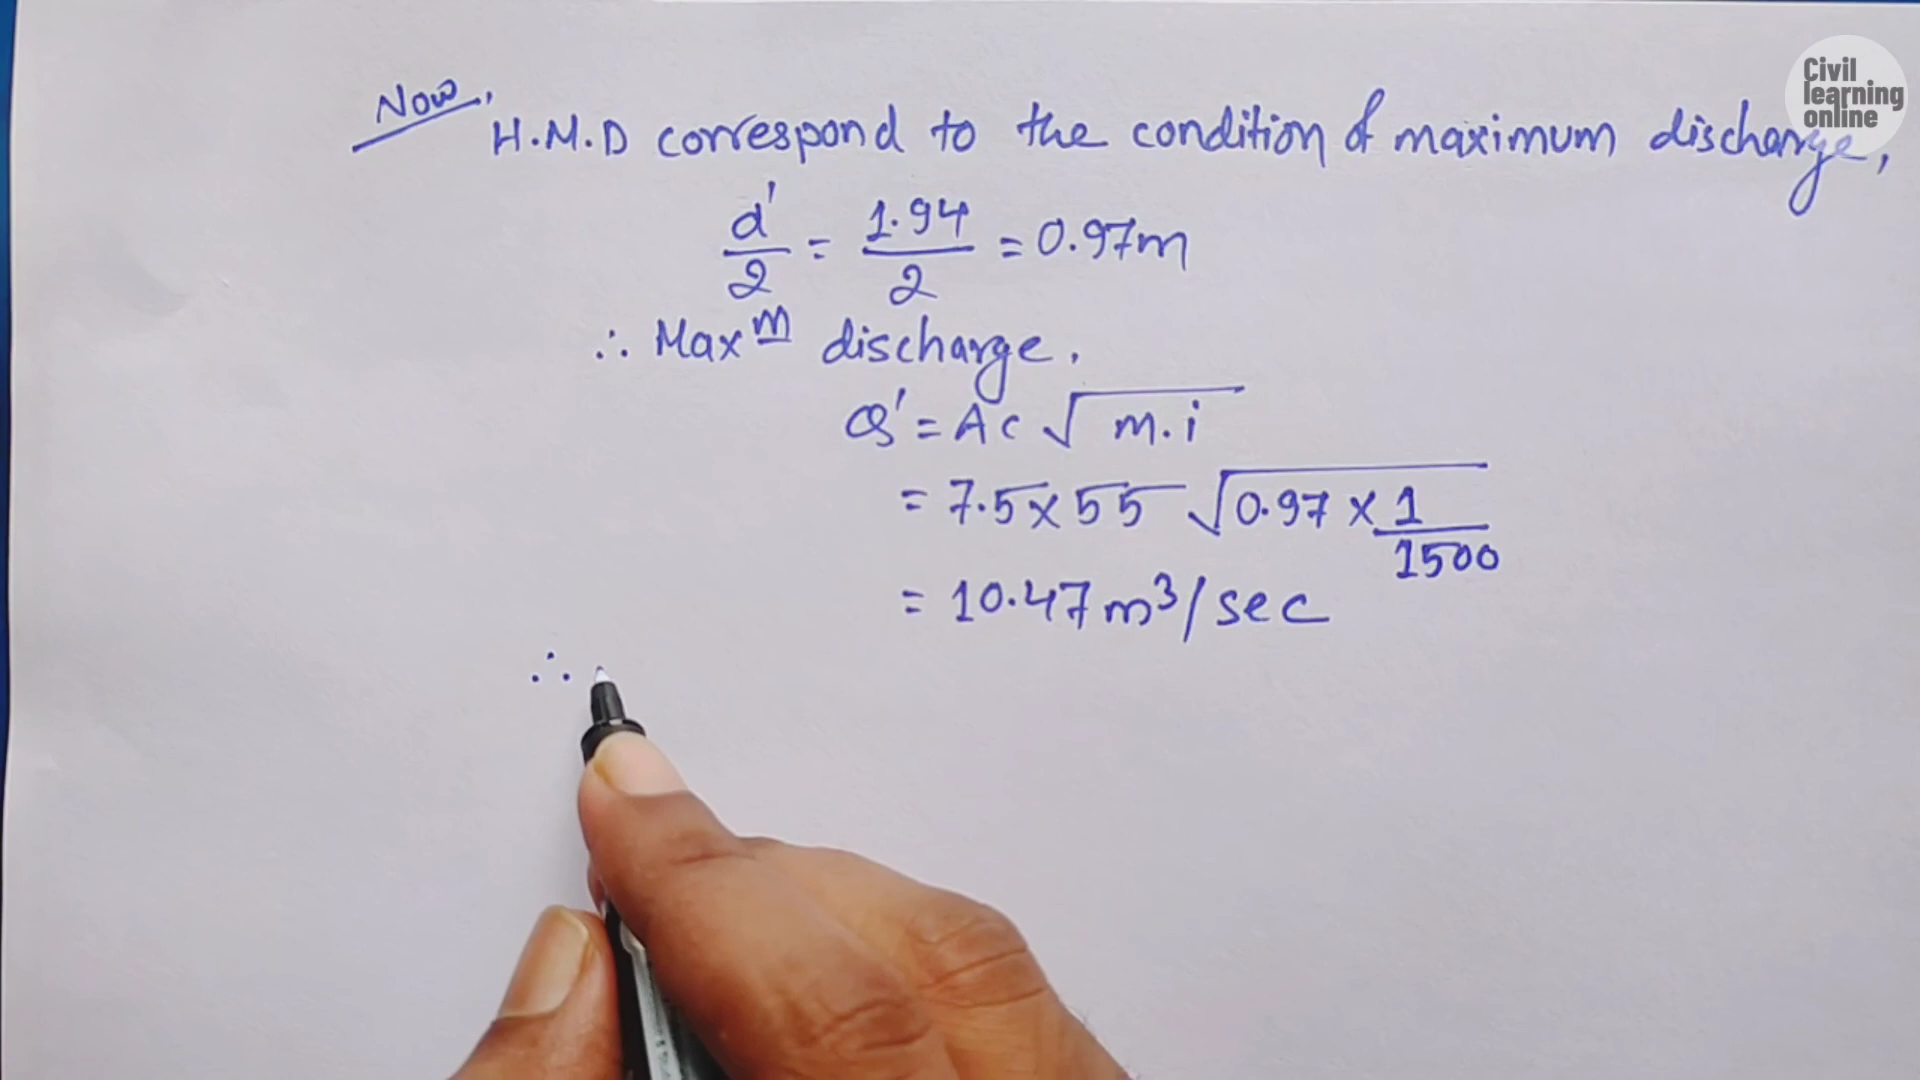 Now,
H.M.D correspond to the condition of maximum discharge,
d'/2 = 1.94/2 = 0.97m
∴ Maxᵐ discharge,
Q' = AC√m.i
= 7.5 × 55 √0.97 × 1/1500
= 10.47 m³/sec
∴
Civil
learning
online